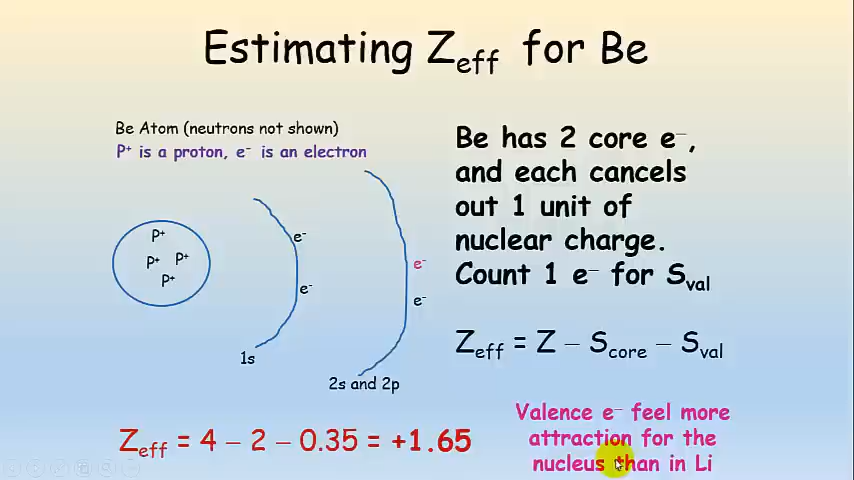 Estimating Zeff for Be
Be Atom (neutrons not shown)
P⁺ is a proton, e⁻ is an electron
P⁺
P⁺ P⁺
P⁺
e⁻
e⁻
1s
e⁻
e⁻
2s and 2p
Be has 2 core e⁻,
and each cancels
out 1 unit of
nuclear charge.
Count 1 e⁻ for Sval
Zeff = Z – Score – Sval
Zeff = 4 – 2 – 0.35 = +1.65
Valence e⁻ feel more
attraction for the
nucleus than in Li